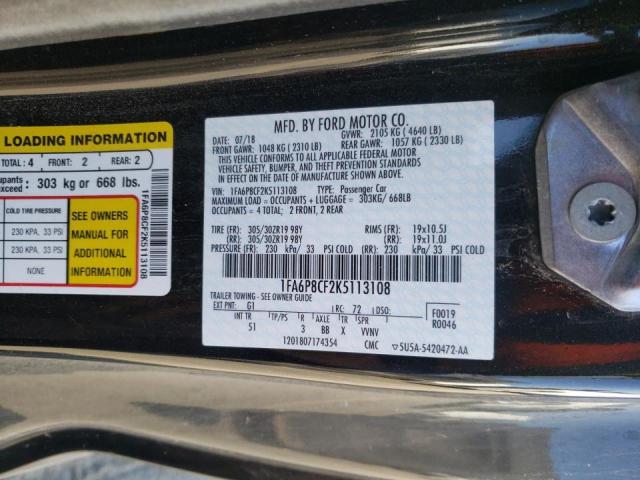 LOADING INFORMATION
TOTAL: 4 FRONT: 2 REAR: 2
exceed 303 kg or 668 lbs.
COLD TIRE PRESSURE
230 KPA, 33 PSI
230 KPA, 33 PSI
NONE
SEE OWNERS
MANUAL FOR
ADDITIONAL
INFORMATION
1FA6P8CF2K5113108
MFD. BY FORD MOTOR CO.
07/18 GVWR: 2105 KG ( 4640 LB)
FRONT GAWR: 1048 KG ( 2310 LB) REAR GAWR: 1057 KG ( 2330 LB)
THIS VEHICLE CONFORMS TO ALL APPLICABLE FEDERAL MOTOR
VEHICLE SAFETY, BUMPER, AND THEFT PREVENTION STANDARDS
IN EFFECT ON THE DATE OF MANUFACTURE SHOWN ABOVE.
VIN: 1FA6P8CF2K5113108 TYPE: Passenger Car
MAXIMUM LOAD = OCCUPANTS + LUGGAGE = 303KG/ 668LB
OCCUPANTS = 4 TOTAL; 2 FRONT, 2 REAR
TIRE (FR): 305/30ZR19 98Y RIMS (FR): 19x10.5J
(RR): 305/30ZR19 98Y (RR): 19x11.0J
PRESSURE (FR): 230 kPa/ 33 PSI COLD (RR): 230 kPa/ 33 PSI COLD
1FA6P8CF2K5113108
TRAILER TOWING - SEE OWNER GUIDE
EXT PNT: G1 RC: 72 DSO: F0019
INT TR TP/PS R AXLE TR SPR R0046
51 3 BB X VVNV
1201807174354 CMC ▽5U5A-5420472-AA